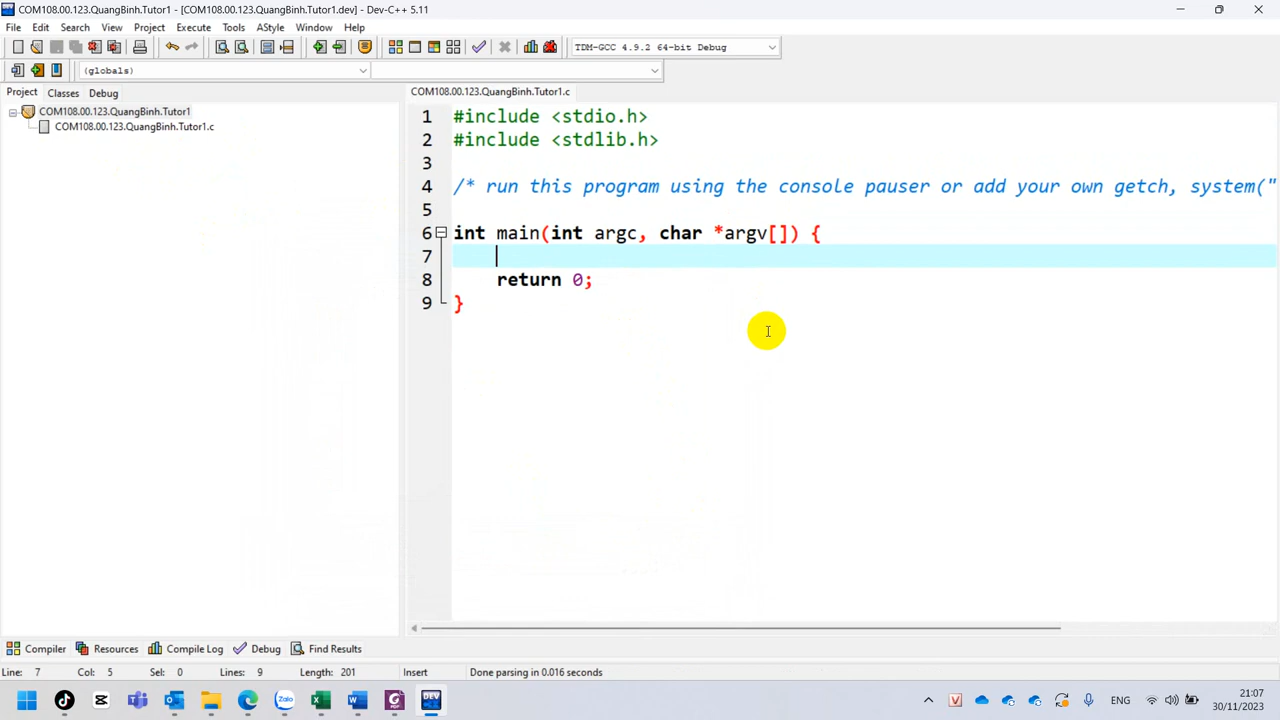 COM108.00.123.QuangBinh.Tutor1 - [COM108.00.123.QuangBinh.Tutor1.dev] - Dev-C++ 5.11
File Edit Search View Project Execute Tools AStyle Window Help
TDM-GCC 4.9.2 64-bit Debug
(globals)
Project Classes Debug
COM108.00.123.QuangBinh.Tutor1.c
COM108.00.123.QuangBinh.Tutor1
COM108.00.123.QuangBinh.Tutor1.c
1 #include <stdio.h>
2 #include <stdlib.h>
3
4 /* run this program using the console pauser or add your own getch, system("
5
6 int main(int argc, char *argv[]) {
7
8 return 0;
9 }
Compiler Resources Compile Log Debug Find Results
Line: 7 Col: 5 Sel: 0 Lines: 9 Length: 201 Insert Done parsing in 0.016 seconds
Zalo
PDF
DEV
V
ENG
21:07
30/11/2023